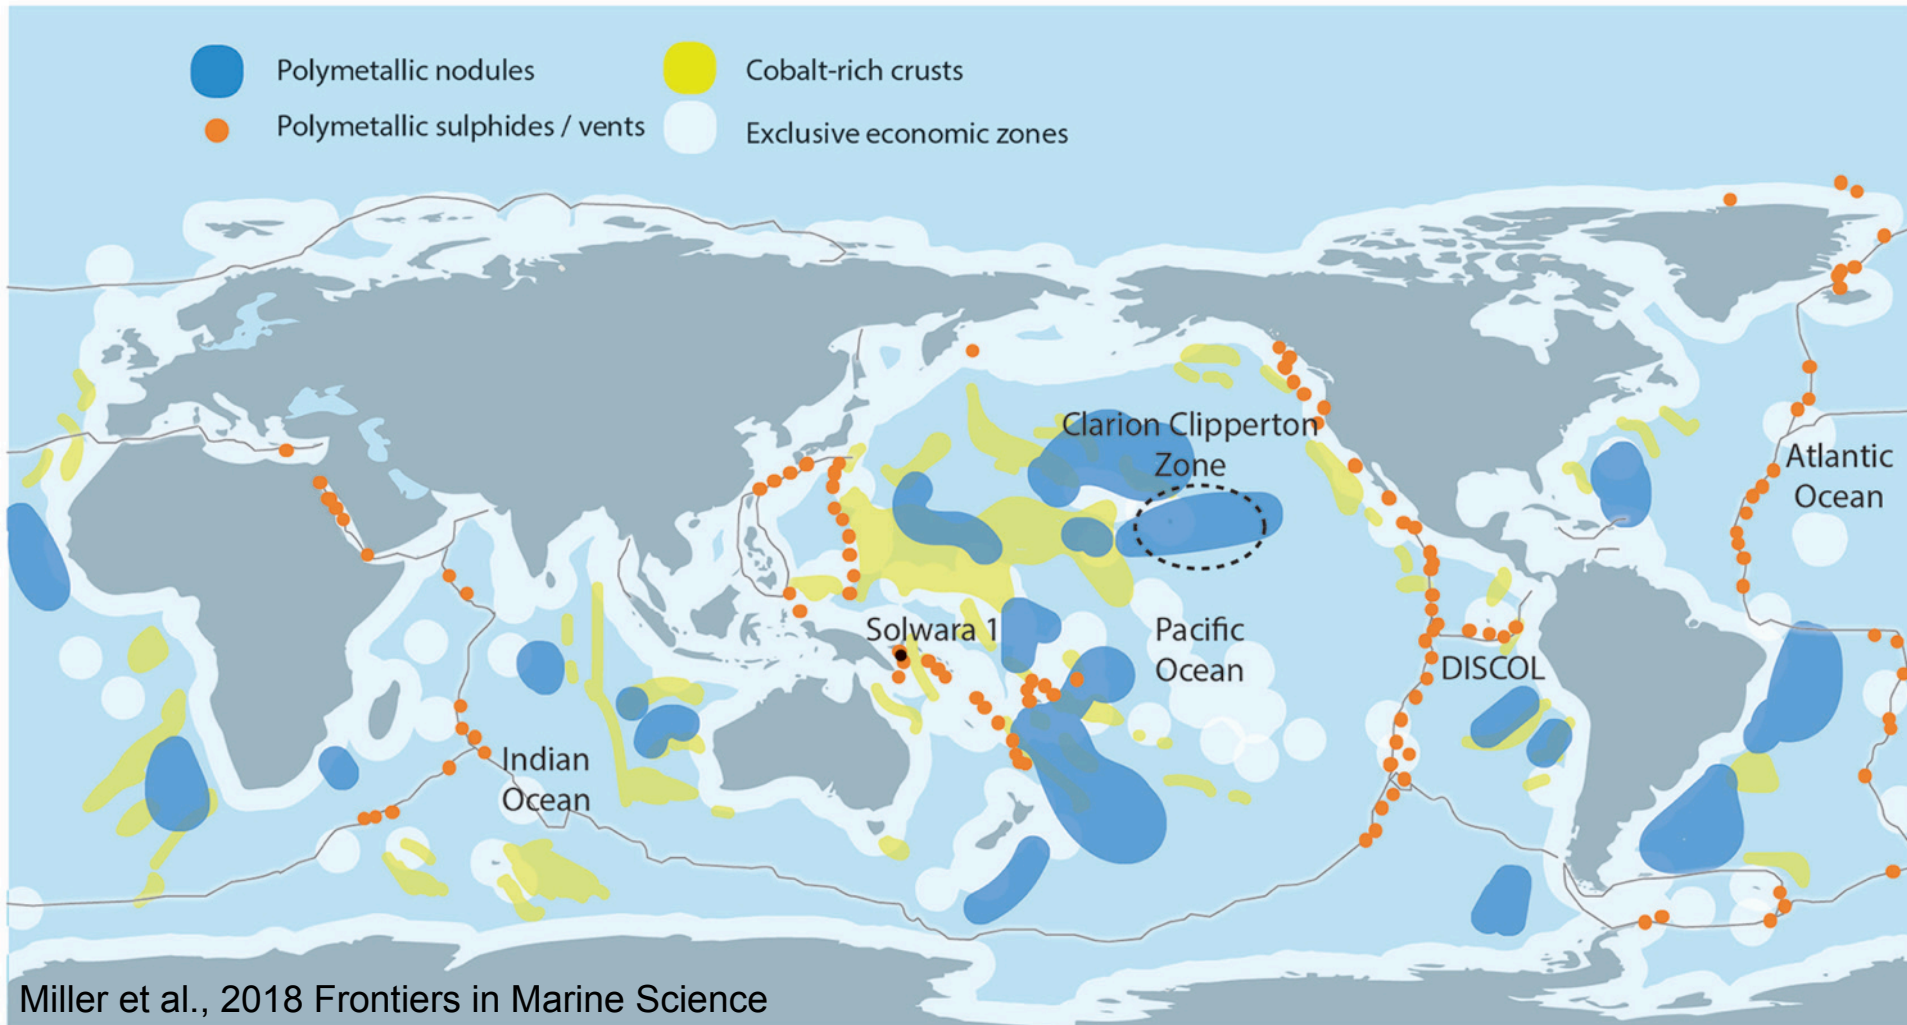 Polymetallic nodules
Cobalt-rich crusts
Polymetallic sulphides / vents
Exclusive economic zones
Clarion Clipperton
Zone
Atlantic
Ocean
Solwara 1
Pacific
Ocean
DISCOL
Indian
Ocean
Miller et al., 2018 Frontiers in Marine Science